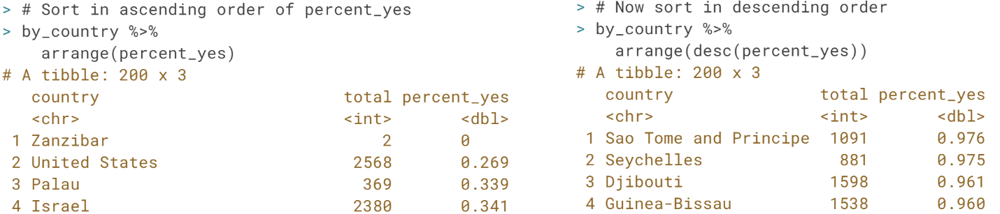 > # Sort in ascending order of percent_yes
> by_country %>%
    arrange(percent_yes)
# A tibble: 200 x 3
   country                          total percent_yes
   <chr>                            <int>       <dbl>
 1 Zanzibar                             2       0
 2 United States                     2568       0.269
 3 Palau                              369       0.339
 4 Israel                            2380       0.341
> # Now sort in descending order
> by_country %>%
    arrange(desc(percent_yes))
# A tibble: 200 x 3
   country               total percent_yes
   <chr>                 <int>       <dbl>
 1 Sao Tome and Principe  1091       0.976
 2 Seychelles              881       0.975
 3 Djibouti               1598       0.961
 4 Guinea-Bissau          1538       0.960